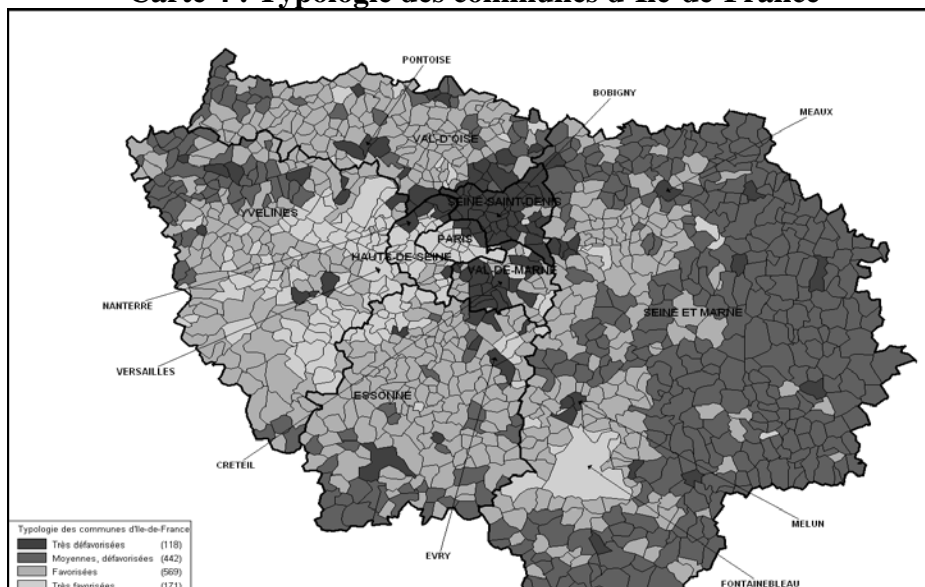 Carte 4 : Typologie des communes d'Ile-de-France
PONTOISE
BOBIGNY
MEAUX
VAL-D'OISE
SEINE-SAINT-DENIS
YVELINES
PARIS
HAUTS-DE-SEINE
VAL-DE-MARNE
NANTERRE
SEINE ET MARNE
VERSAILLES
ESSONNE
CRETEIL
MELUN
EVRY
FONTAINEBLEAU
Typologie des communes d'Ile-de-France
Très défavorisées (118)
Moyennes, défavorisées (442)
Favorisées (569)
Très favorisées (171)